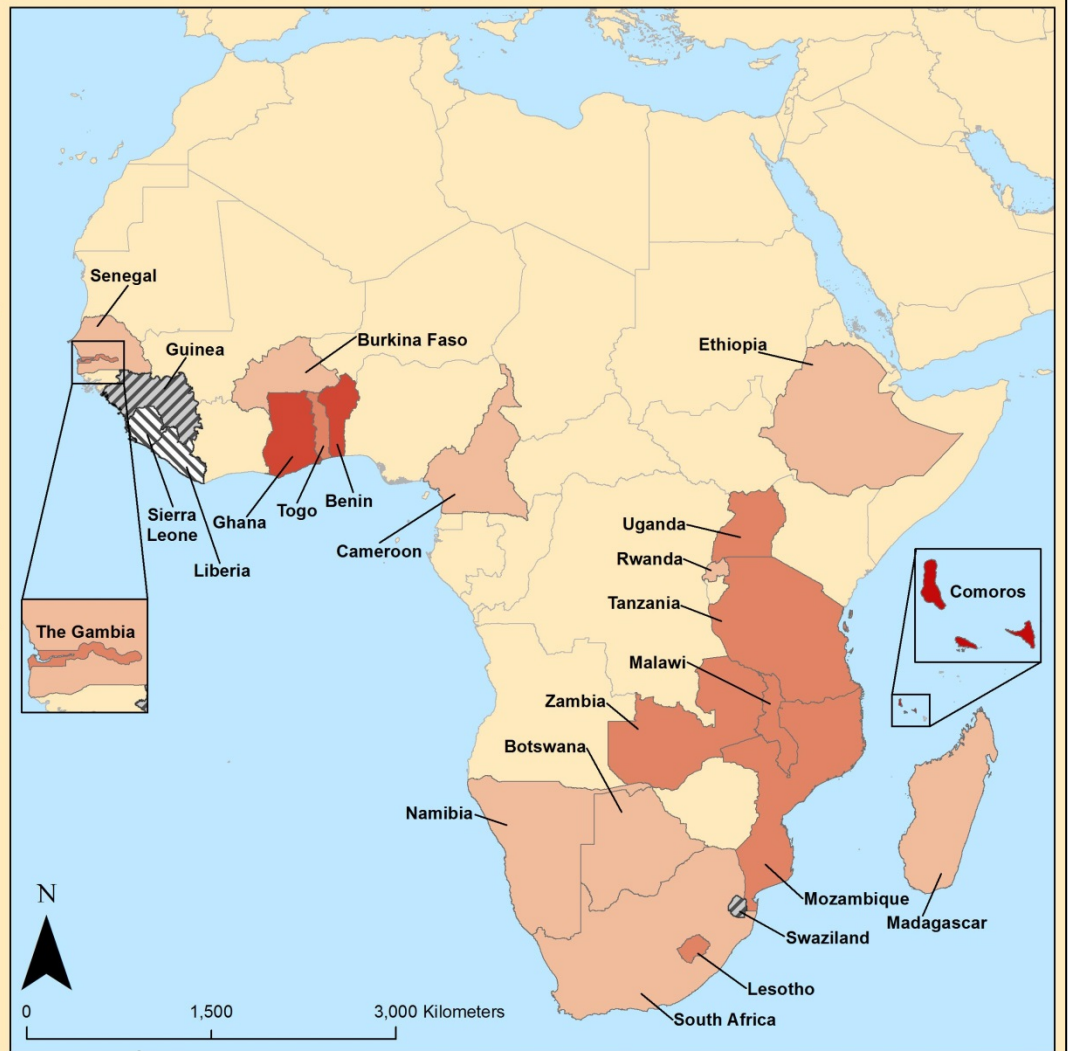 Senegal
Guinea
Burkina Faso
Ethiopia
Sierra
Leone
Ghana
Togo
Benin
Liberia
Cameroon
Uganda
Rwanda
Tanzania
Comoros
The Gambia
Malawi
Zambia
Botswana
Namibia
Mozambique
Madagascar
Swaziland
Lesotho
South Africa
N
0 1,500 3,000 Kilometers